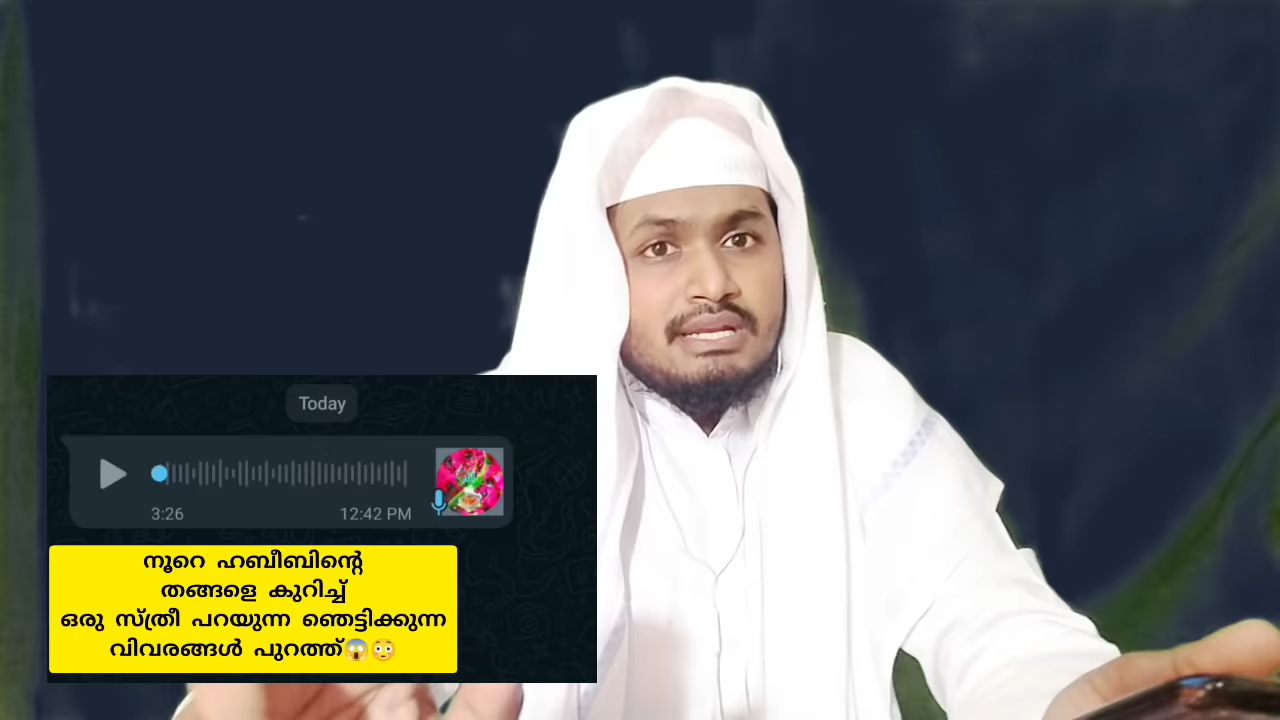 Today
3:26 12:42 PM
നൂറെ ഹബീബിന്റെ
തങ്ങളെ കുറിച്ച്
ഒരു സ്ത്രീ പറയുന്ന ഞെട്ടിക്കുന്ന
വിവരങ്ങൾ പുറത്ത്😱😳